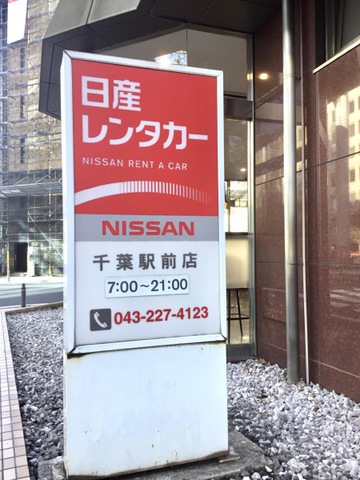 日産
レンタカー
NISSAN RENT A CAR
NISSAN
千葉駅前店
7:00~21:00
043-227-4123